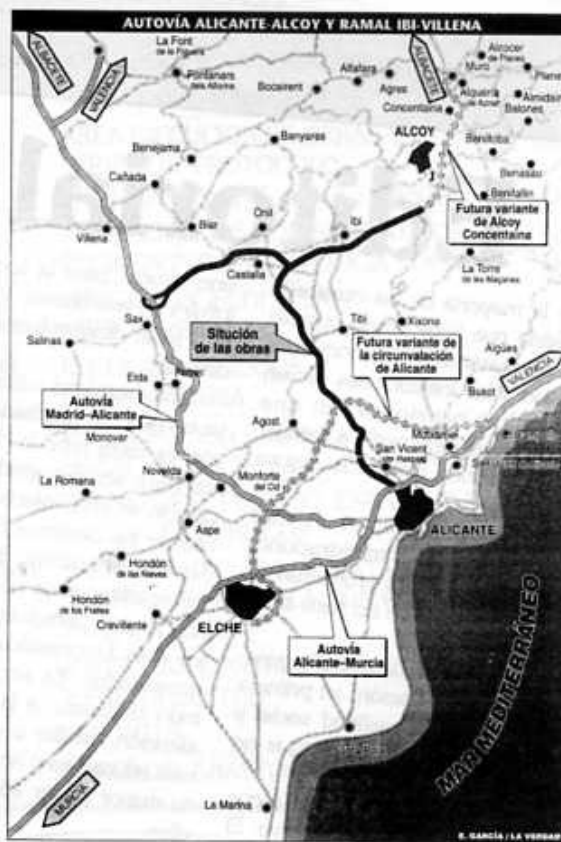 AUTOVÍA ALICANTE-ALCOY Y RAMAL IBI-VILLENA
ALBACETE
VALENCIA
La Font
de la Figuera
Fontanars
dels Alforins
Bocairent
Alfafara
Agres
ALBACETE
Muro
Alcocer
de Planes
Planes
Alquería
de Aznar
Almudaina
Balones
Concentaina
ALCOY
Benilloba
Benasau
Benifallín
Banyeres
Benejama
Cañada
Biar
Onil
Ibi
Villena
Castalla
Futura variante
de Alcoy
Concentaina
La Torre
de les Maçanes
Sax
Salinas
Situción
de las obras
Tibi
Xixona
Futura variante de
la circunvalación
de Alicante
Aigües
Busot
VALENCIA
Elda
Petrer
Autovía
Madrid-Alicante
Monovar
Agost
Mutxamel
San Vicent
del Raspeig
Novelda
Monforte
del Cid
La Romana
Aspe
ALICANTE
Hondón
de las Nieves
Hondón
de los Frailes
Crevillente
ELCHE
Autovía
Alicante-Murcia
MAR MEDITERRÁNEO
MURCIA
La Marina
E. GARCÍA / LA VERDAD